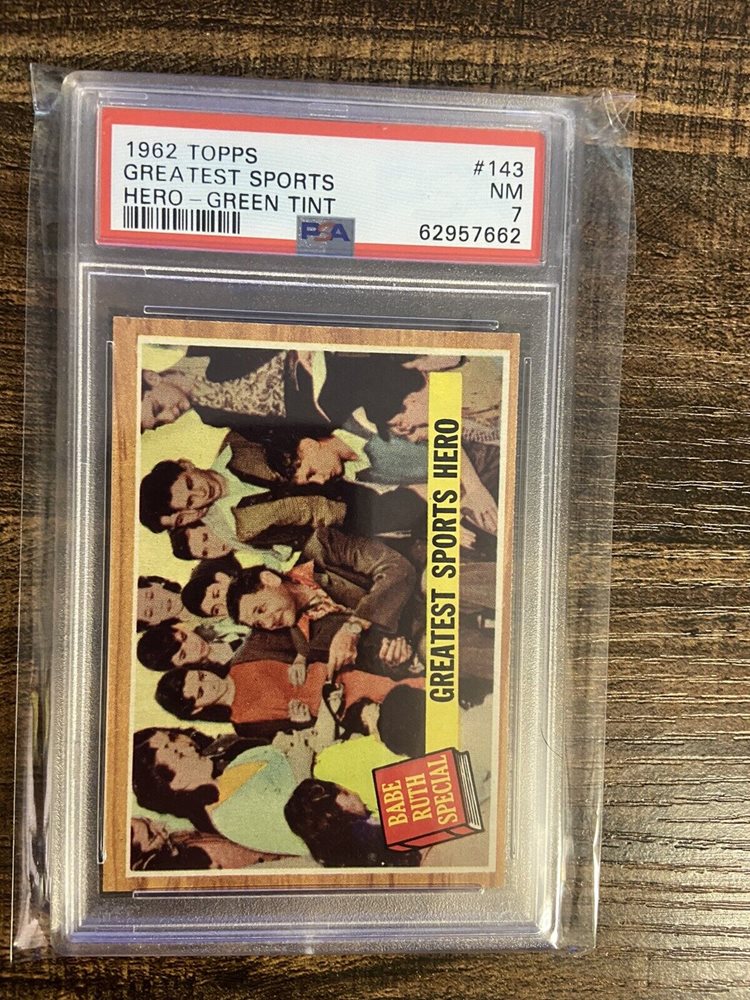 1962 TOPPS #143
GREATEST SPORTS NM
HERO - GREEN TINT 7
PSA 62957662
GREATEST SPORTS HERO
BABE
RUTH
SPECIAL